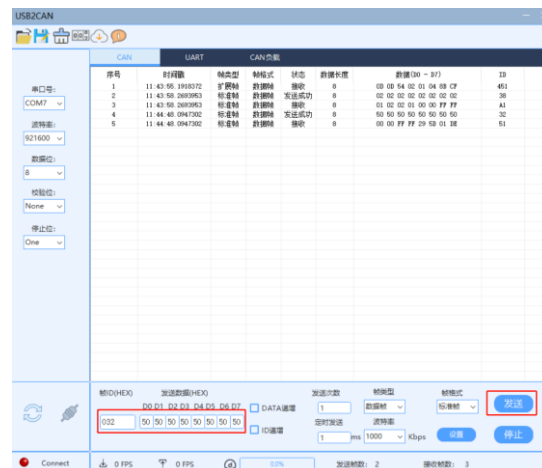 USB2CAN
CAN UART CAN负载
序号 时间戳 帧类型 帧格式 状态 数据长度 数据(D0 - D7) ID
1 11:43:55.1918372 扩展帧 数据帧 接收 8 0D 0D 54 02 01 04 8B CF 451
2 11:43:58.2693953 标准帧 数据帧 发送成功 8 02 02 02 02 02 02 02 02 38
3 11:43:58.2693953 标准帧 数据帧 接收 8 01 02 02 01 00 00 FF FF A1
4 11:44:48.0947302 标准帧 数据帧 发送成功 8 50 50 50 50 50 50 50 50 32
5 11:44:48.0947302 标准帧 数据帧 接收 8 00 00 FF FF 29 5D 01 DE 51
串口号:
COM7
波特率:
921600
数据位:
8
校验位:
None
停止位:
One
帧ID(HEX) 发送数据(HEX) 发送次数 帧类型 帧格式
D0 D1 D2 D3 D4 D5 D6 D7 DATA递增 1 数据帧 标准帧 发送
032 50 50 50 50 50 50 50 50 定时发送 波特率
ID递增 1 ms 1000 Kbps 设置 停止
Connect 0 FPS 0 FPS 0.0% 发送帧数: 2 接收帧数: 3